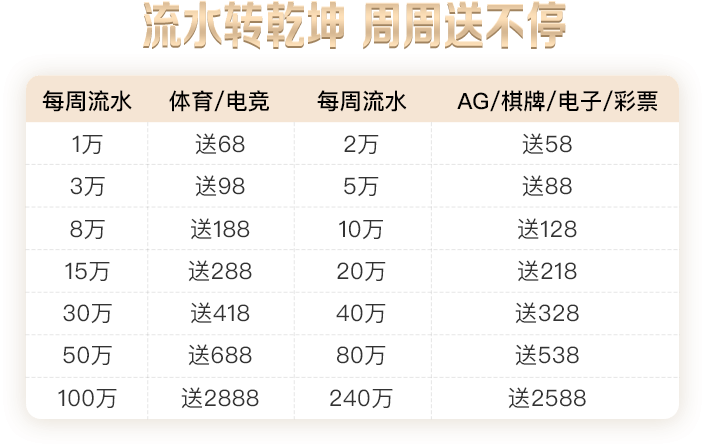 流水转乾坤 周周送不停
每周流水 体育/电竞 每周流水 AG/棋牌/电子/彩票
1万 送68 2万 送58
3万 送98 5万 送88
8万 送188 10万 送128
15万 送288 20万 送218
30万 送418 40万 送328
50万 送688 80万 送538
100万 送2888 240万 送2588